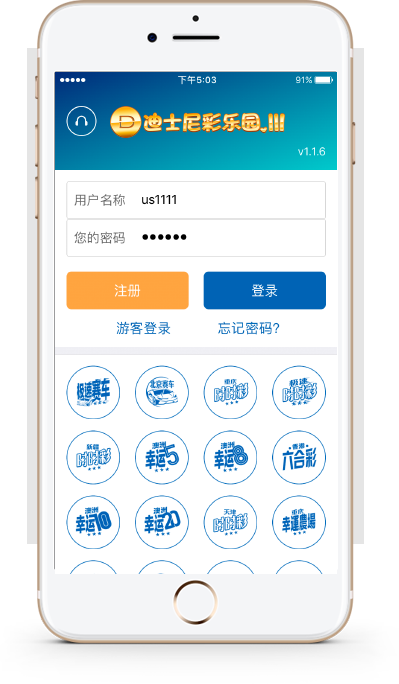 下午5:03
91%
迪士尼彩乐园.III
v1.1.6
用户名称 us1111
您的密码 ••••••
注册 登录
游客登录 忘记密码?
极速赛车 北京赛车 重庆时时彩 极速时时彩
新疆时时彩 澳洲幸运5 澳洲幸运8 香港六合彩
澳洲幸运10 澳洲幸运20 天津时时彩 重庆幸運農場